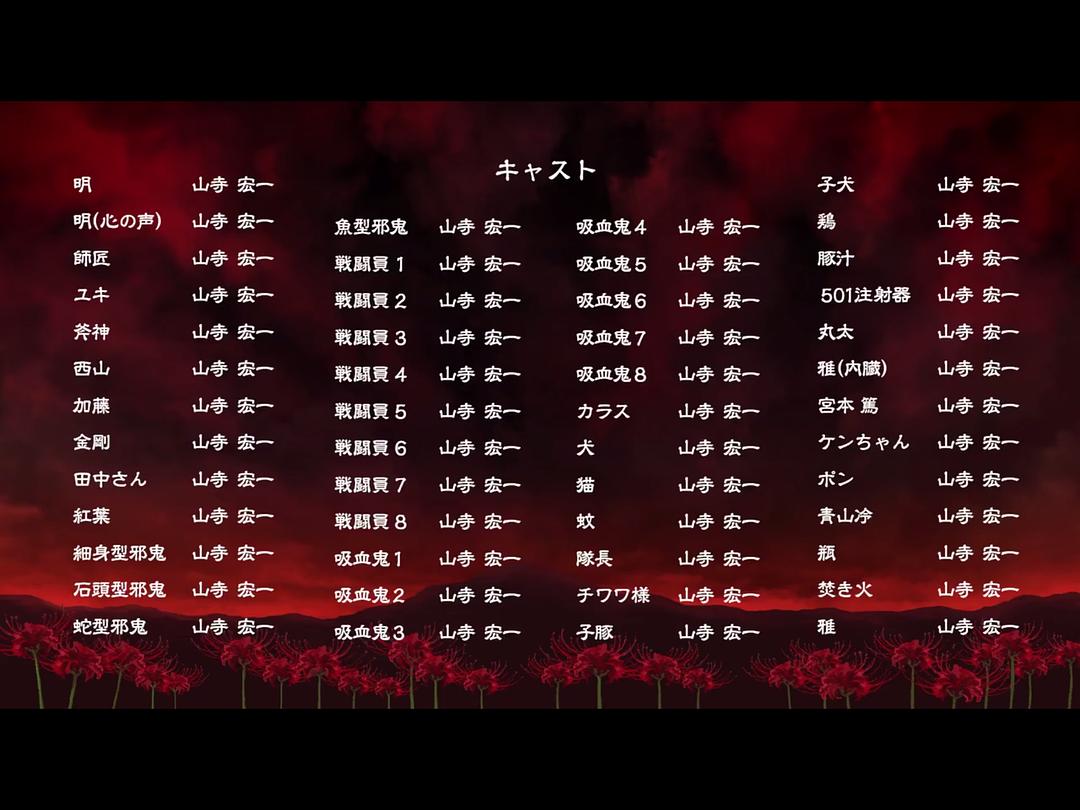 キャスト
明 山寺 宏一
明(心の声) 山寺 宏一
師匠 山寺 宏一
ユキ 山寺 宏一
斧神 山寺 宏一
西山 山寺 宏一
加藤 山寺 宏一
金剛 山寺 宏一
田中さん 山寺 宏一
紅葉 山寺 宏一
細身型邪鬼 山寺 宏一
石頭型邪鬼 山寺 宏一
蛇型邪鬼 山寺 宏一
魚型邪鬼 山寺 宏一
戦闘員1 山寺 宏一
戦闘員2 山寺 宏一
戦闘員3 山寺 宏一
戦闘員4 山寺 宏一
戦闘員5 山寺 宏一
戦闘員6 山寺 宏一
戦闘員7 山寺 宏一
戦闘員8 山寺 宏一
吸血鬼1 山寺 宏一
吸血鬼2 山寺 宏一
吸血鬼3 山寺 宏一
吸血鬼4 山寺 宏一
吸血鬼5 山寺 宏一
吸血鬼6 山寺 宏一
吸血鬼7 山寺 宏一
吸血鬼8 山寺 宏一
カラス 山寺 宏一
犬 山寺 宏一
猫 山寺 宏一
蚊 山寺 宏一
隊長 山寺 宏一
チワワ様 山寺 宏一
子豚 山寺 宏一
子犬 山寺 宏一
鶏 山寺 宏一
豚汁 山寺 宏一
501注射器 山寺 宏一
丸太 山寺 宏一
雅(内臓) 山寺 宏一
宮本 篤 山寺 宏一
ケンちゃん 山寺 宏一
ポン 山寺 宏一
青山冷 山寺 宏一
瓶 山寺 宏一
焚き火 山寺 宏一
雅 山寺 宏一